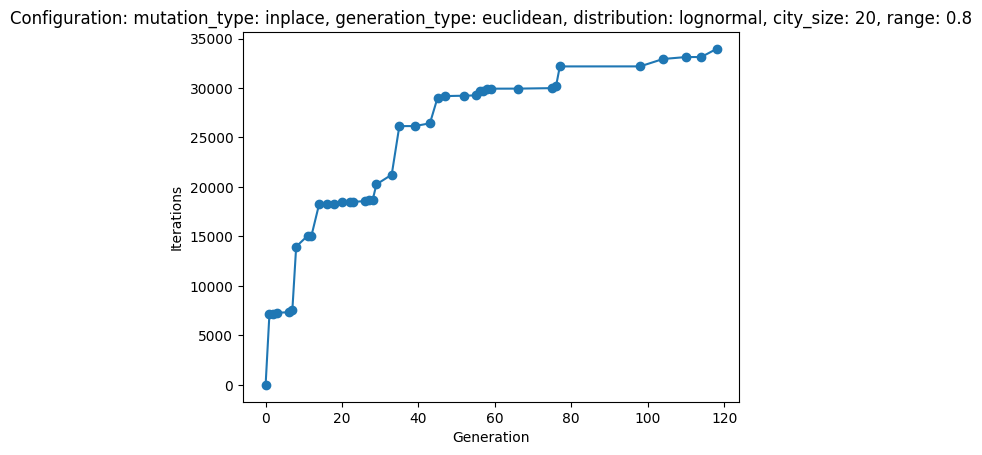 Configuration: mutation_type: inplace, generation_type: euclidean, distribution: lognormal, city_size: 20, range: 0.8
35000
30000
25000
20000
15000
10000
5000
0
Iterations
0 20 40 60 80 100 120
Generation